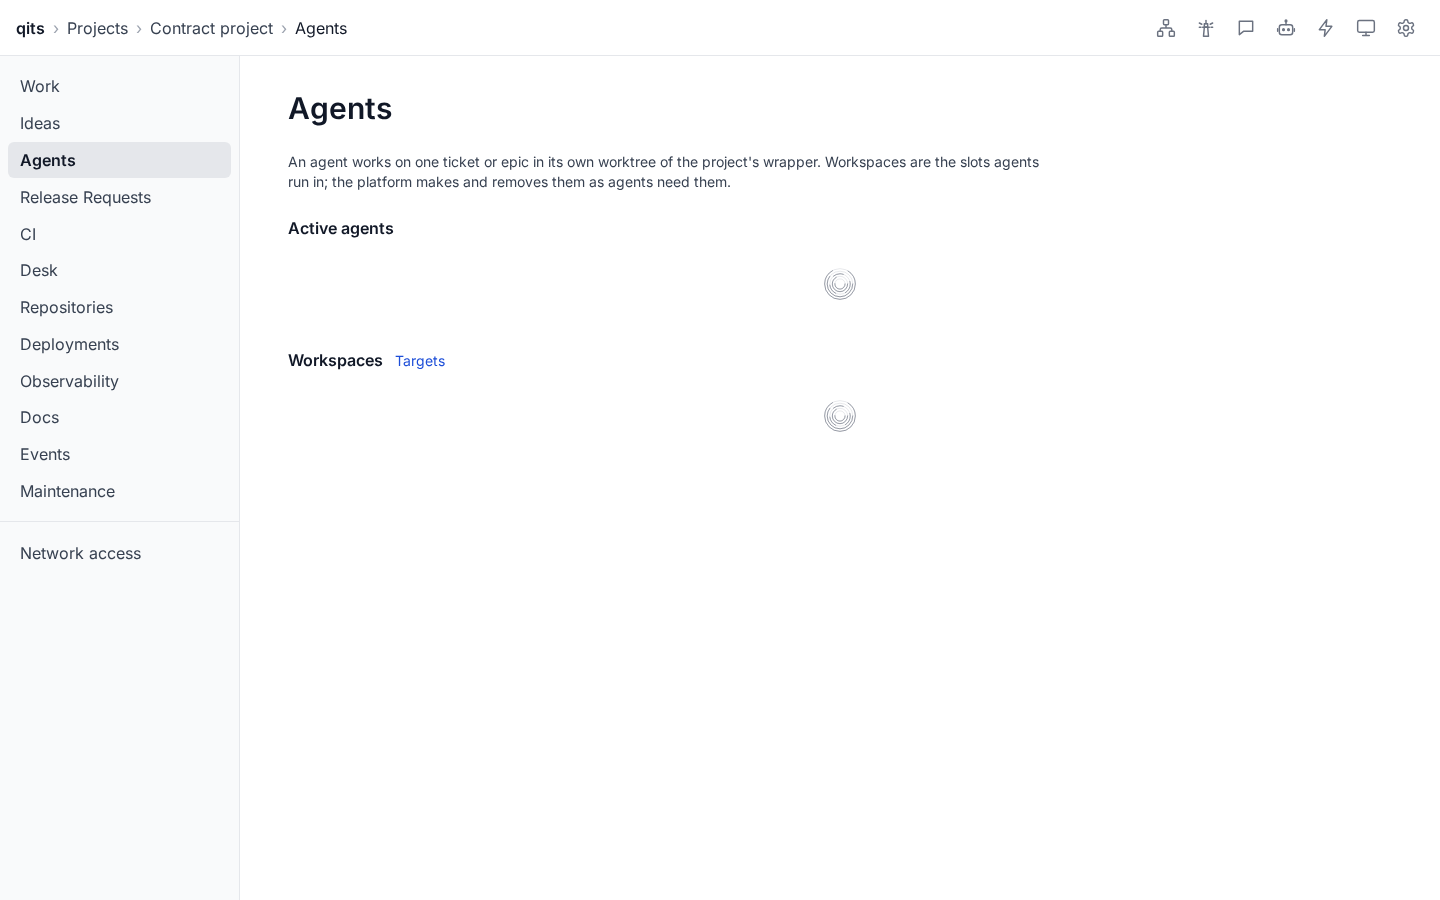 qits › Projects › Contract project › Agents
Work
Ideas
Agents
Release Requests
CI
Desk
Repositories
Deployments
Observability
Docs
Events
Maintenance
Network access
Agents
An agent works on one ticket or epic in its own worktree of the project's wrapper. Workspaces are the slots agents
run in; the platform makes and removes them as agents need them.
Active agents
Workspaces Targets